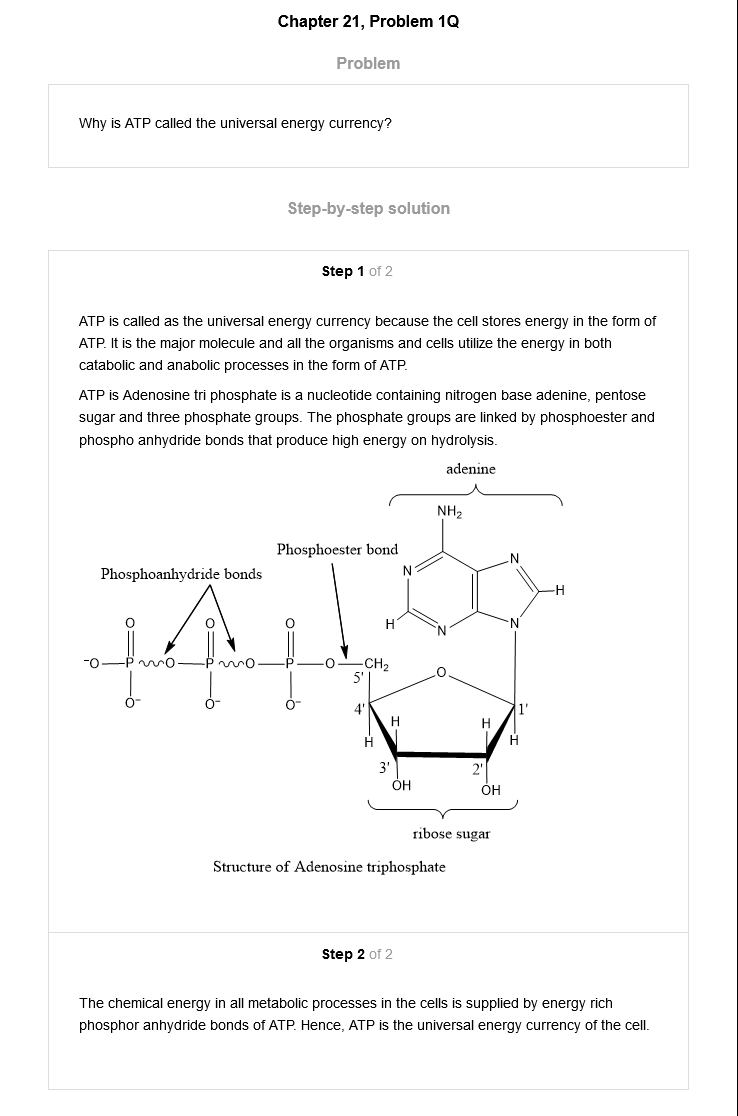 Chapter 21, Problem 1Q
Problem
Why is ATP called the universal energy currency?
Step-by-step solution
Step 1 of 2
ATP is called as the universal energy currency because the cell stores energy in the form of
ATP. It is the major molecule and all the organisms and cells utilize the energy in both
catabolic and anabolic processes in the form of ATP.
ATP is Adenosine tri phosphate is a nucleotide containing nitrogen base adenine, pentose
sugar and three phosphate groups. The phosphate groups are linked by phosphoester and
phospho anhydride bonds that produce high energy on hydrolysis.
adenine
NH₂
Phosphoester bond
Phosphoanhydride bonds
N
N
H
H
N
N
O
O
O
⁻O P O P O P O CH₂
5'
O
O⁻
O⁻
O⁻
4'
1'
H
H
H
H
3'
2'
OH
OH
ribose sugar
Structure of Adenosine triphosphate
Step 2 of 2
The chemical energy in all metabolic processes in the cells is supplied by energy rich
phosphor anhydride bonds of ATP. Hence, ATP is the universal energy currency of the cell.